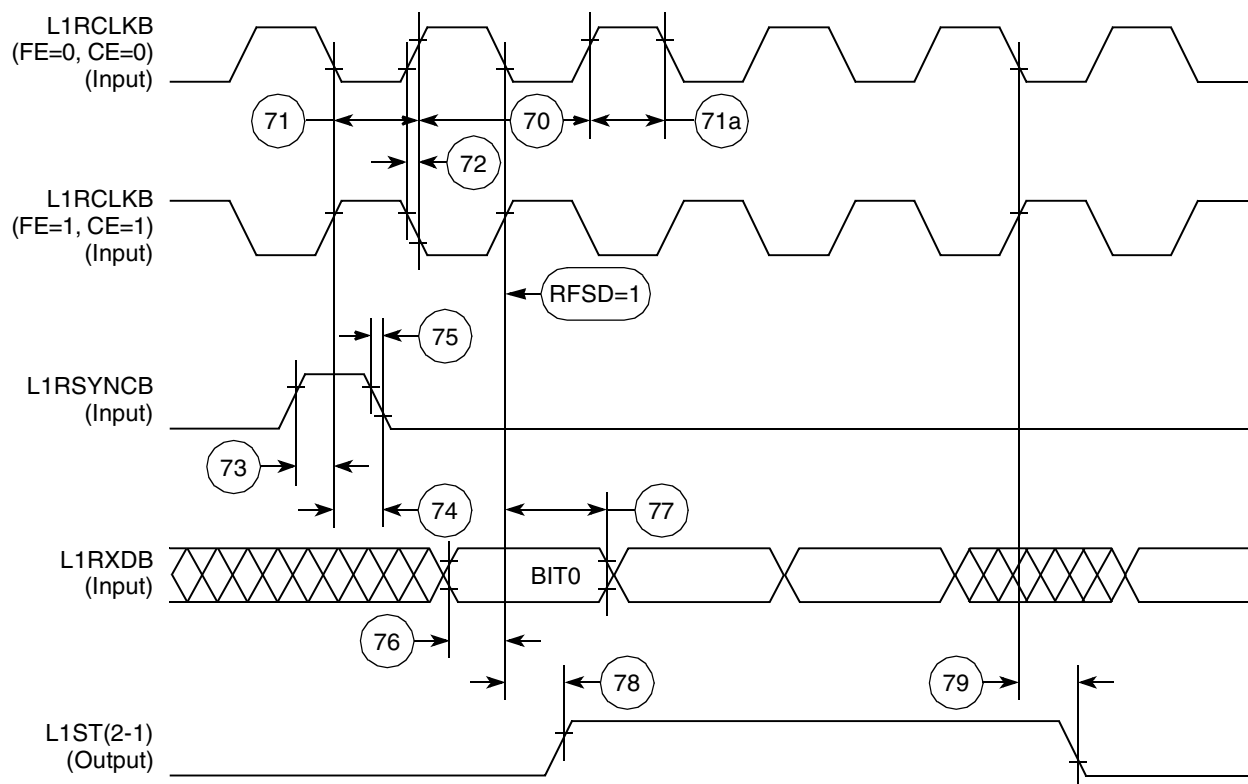 L1RCLKB
(FE=0, CE=0)
(Input)
71
70
71a
72
L1RCLKB
(FE=1, CE=1)
(Input)
RFSD=1
75
L1RSYNCB
(Input)
73
74
77
L1RXDB
(Input)
BIT0
76
78
79
L1ST(2-1)
(Output)